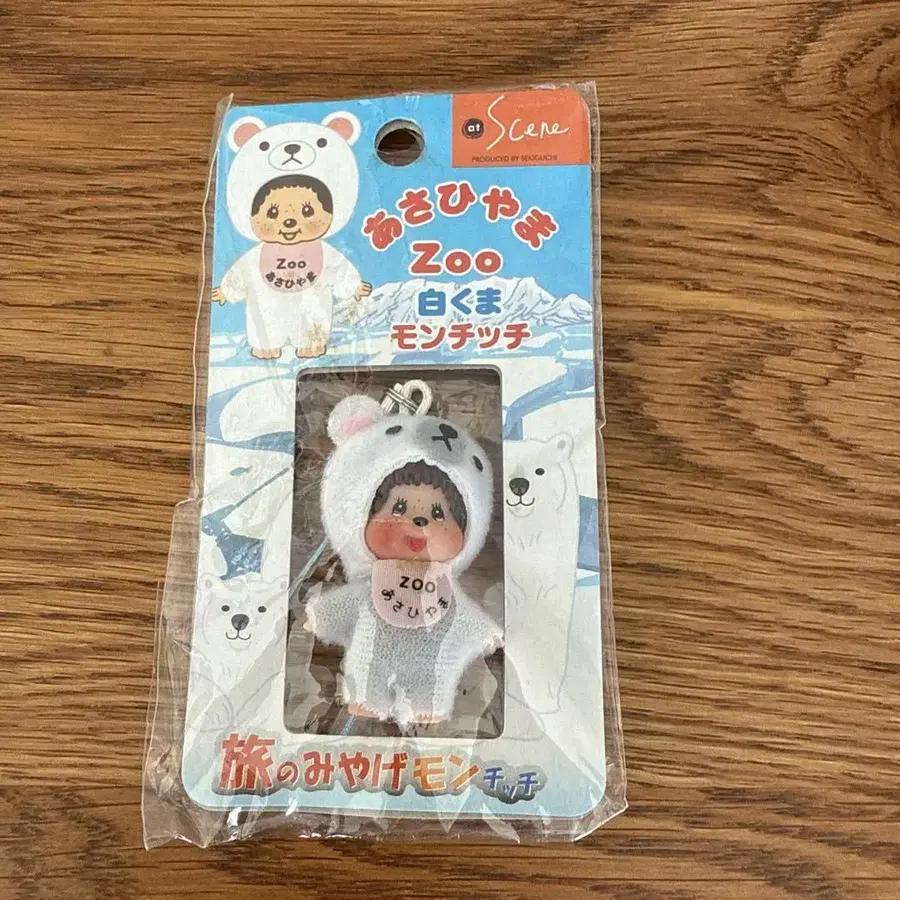 at Scene
PRODUCED BY SEKIGUCHI
あさひやま
Zoo
白くま
モンチッチ
Zoo
あさひやま
ZOO
あさひやま
旅のみやげモンチッチ